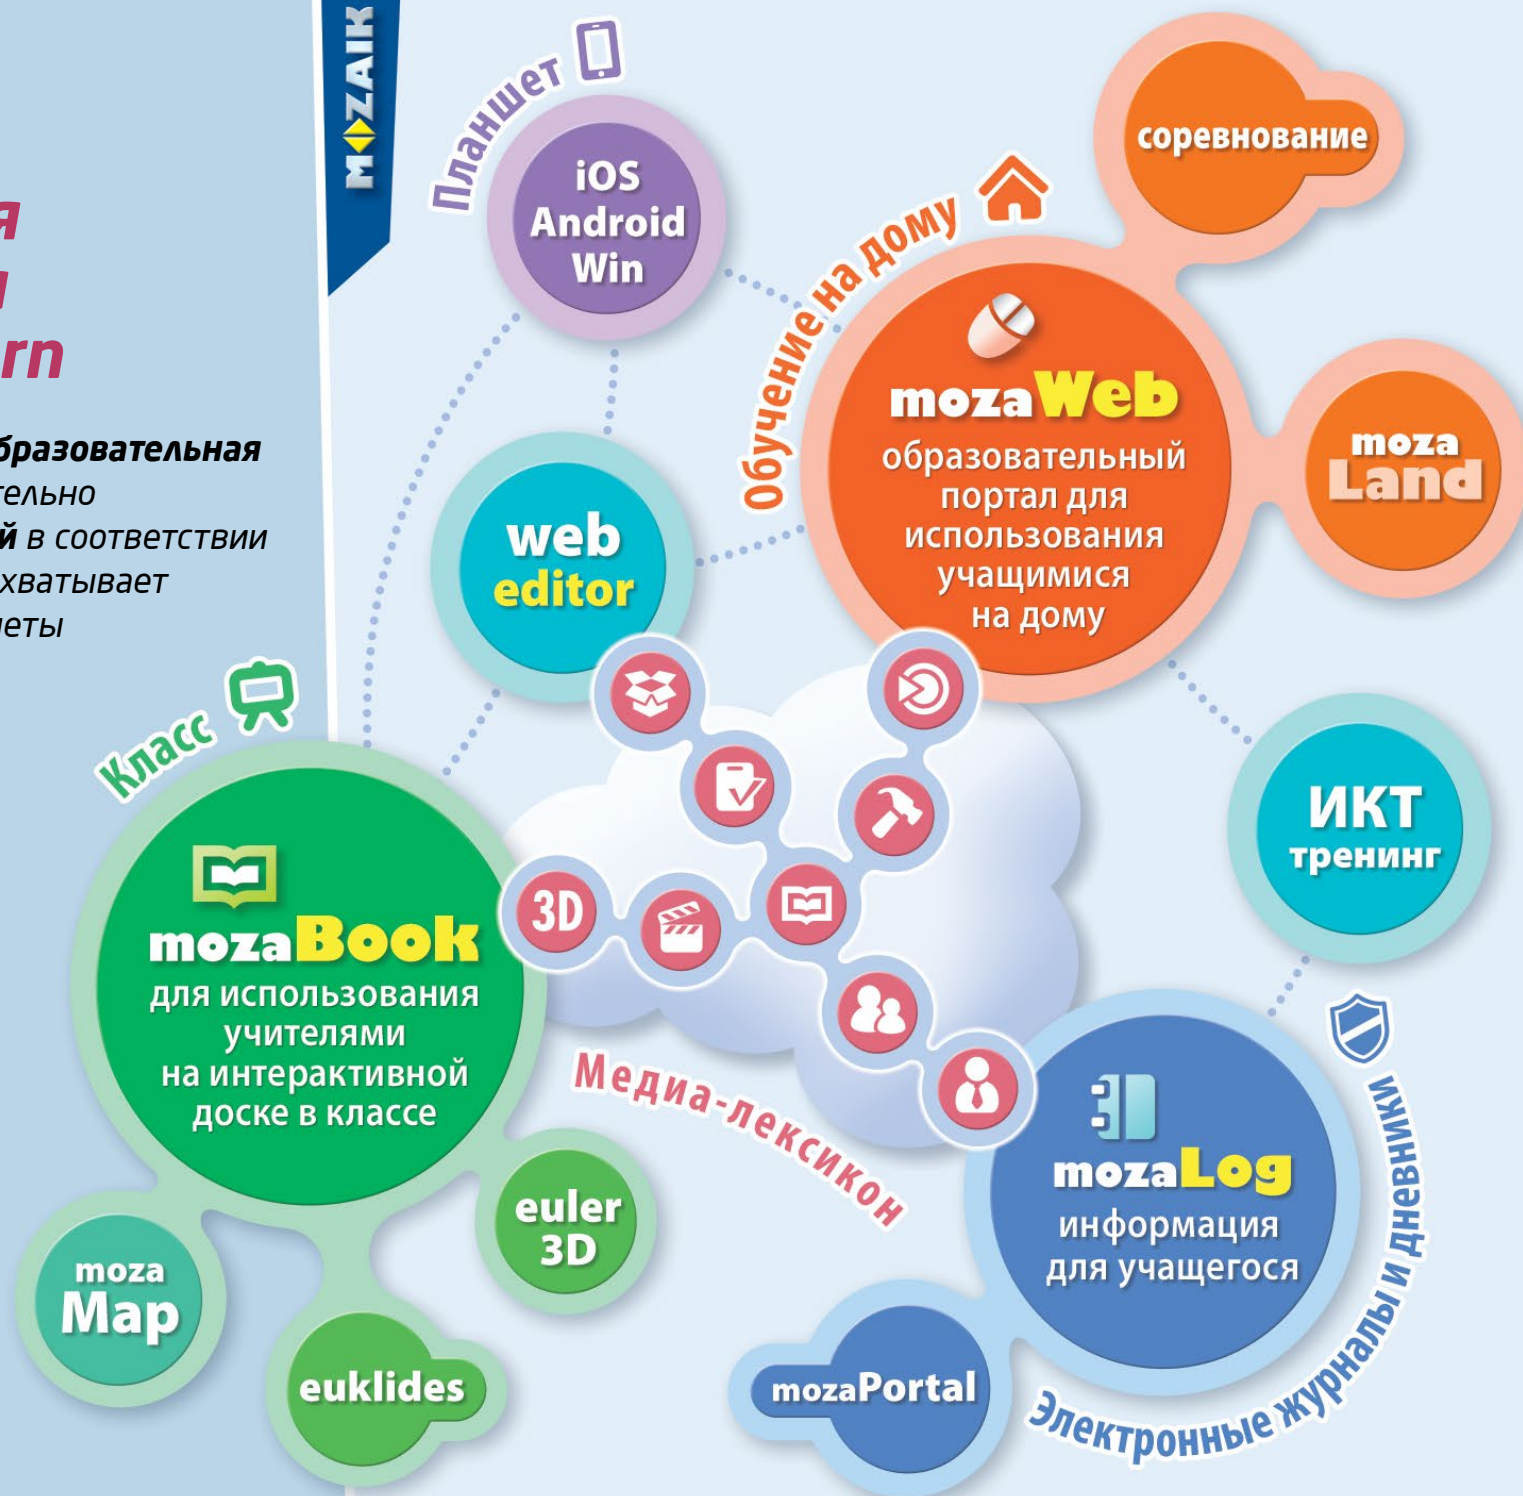 MOZAIK
я
rn
бразовательная
тельно
й в соответствии
хватывает
еты
Планшет
iOS
Android
Win
Обучение на дому
соревнование
mozaWeb
образовательный
портал для
использования
учащимися
на дому
moza
Land
web
editor
ИКТ
тренинг
Класс
mozaBook
для использования
учителями
на интерактивной
доске в классе
3D
Медиа-лексикон
mozaLog
информация
для учащегося
Электронные журналы и дневники
euler
3D
moza
Map
euklides
mozaPortal